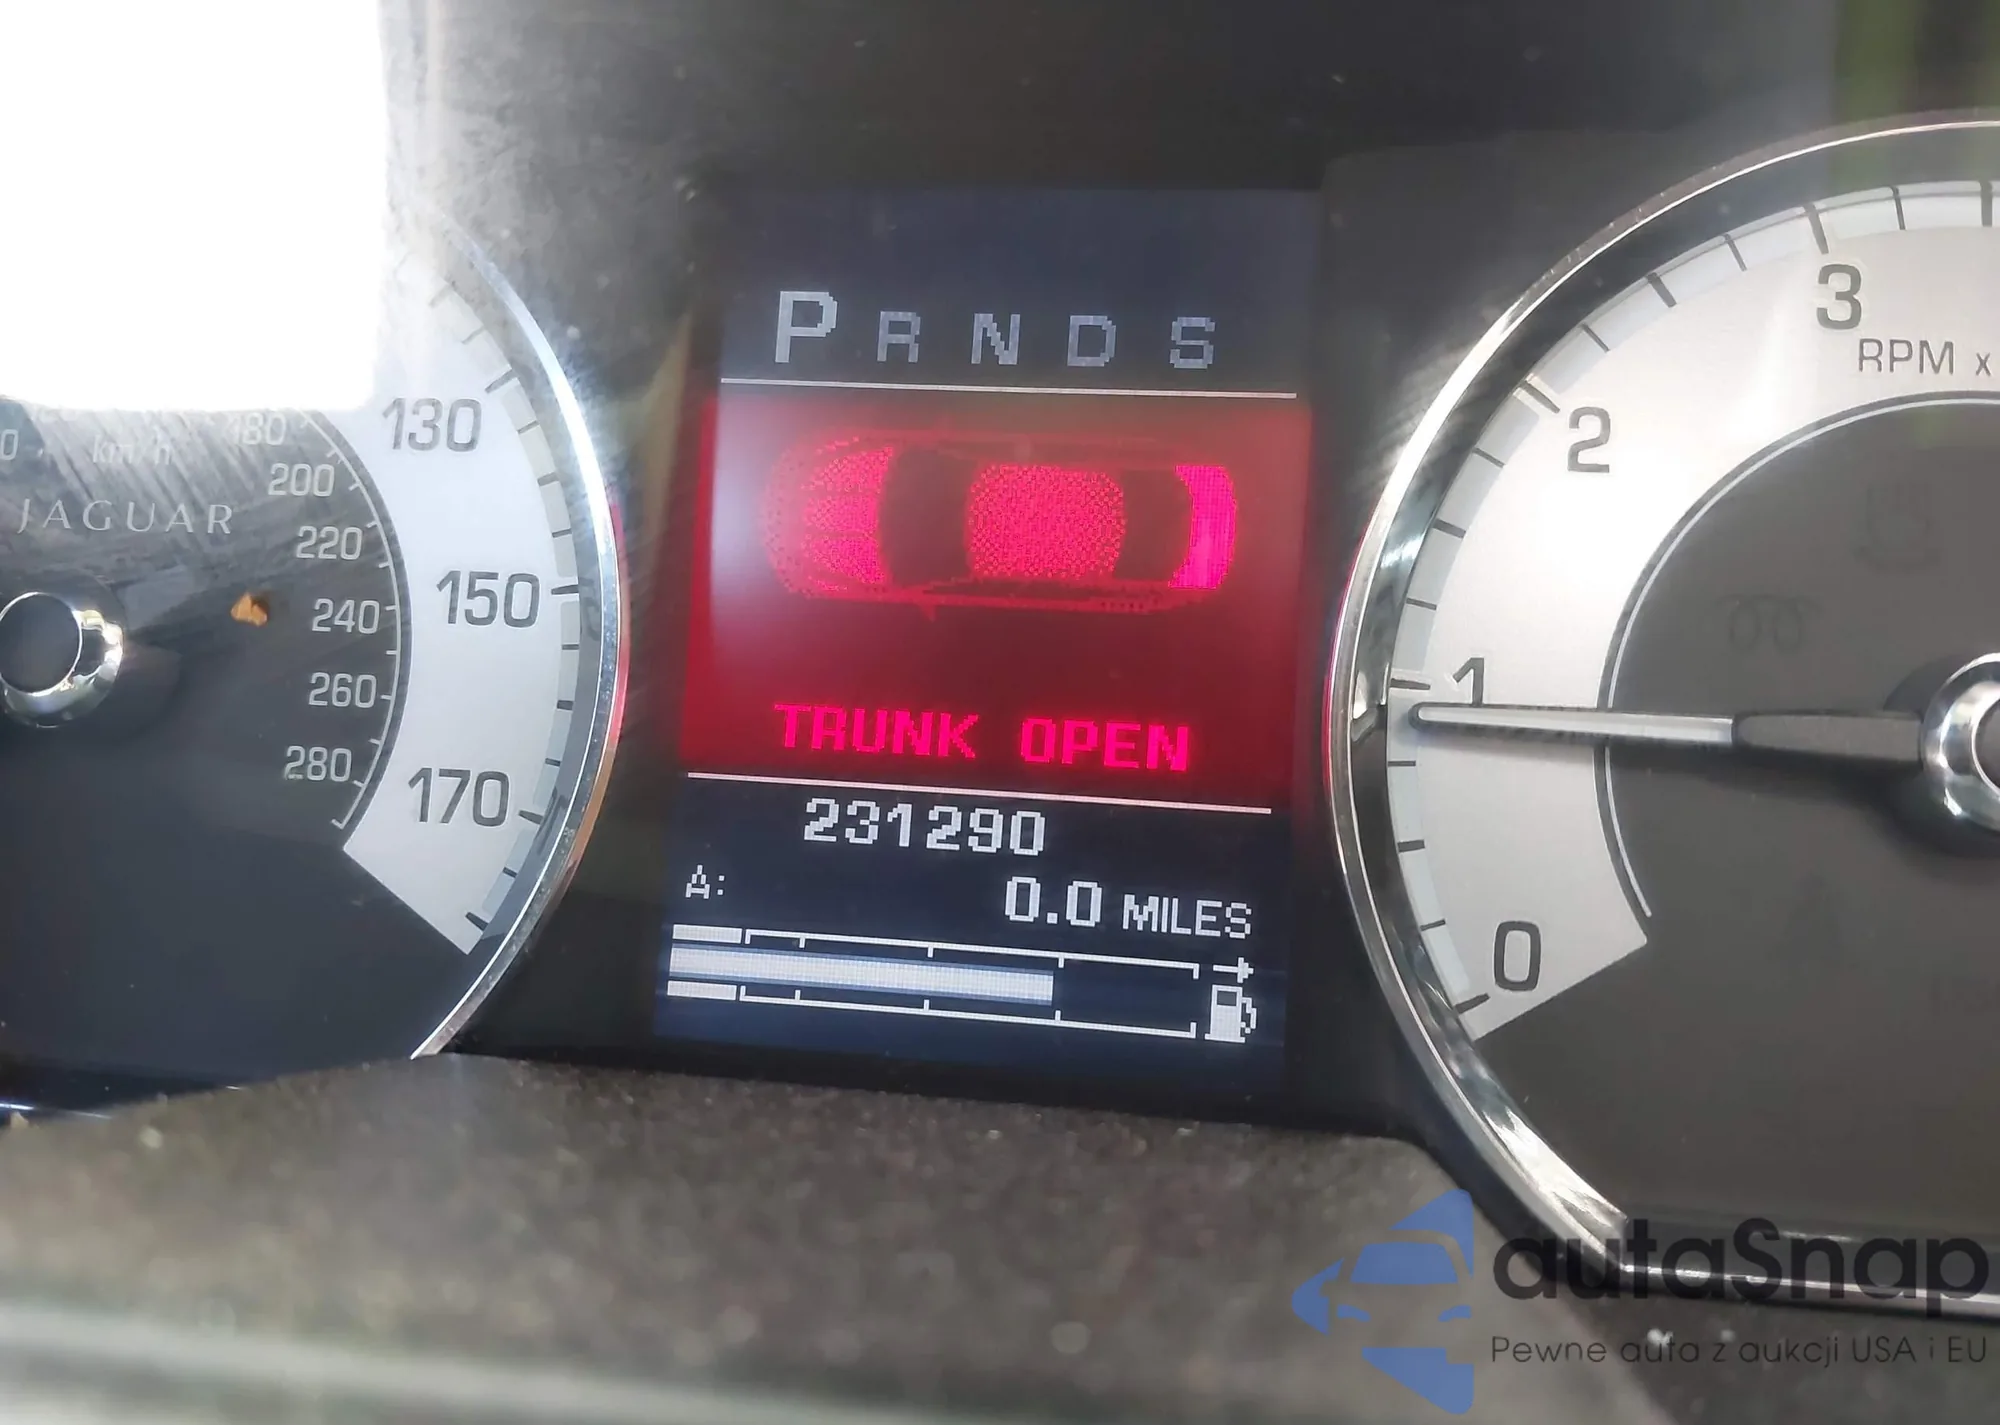 P R N D S
TRUNK OPEN
231290
A:
0.0 MILES
130
150
170
km/h
180
200
220
240
260
280
JAGUAR
3
RPM x
2
1
0
autaSnap
Pewne auta z aukcji USA i EU